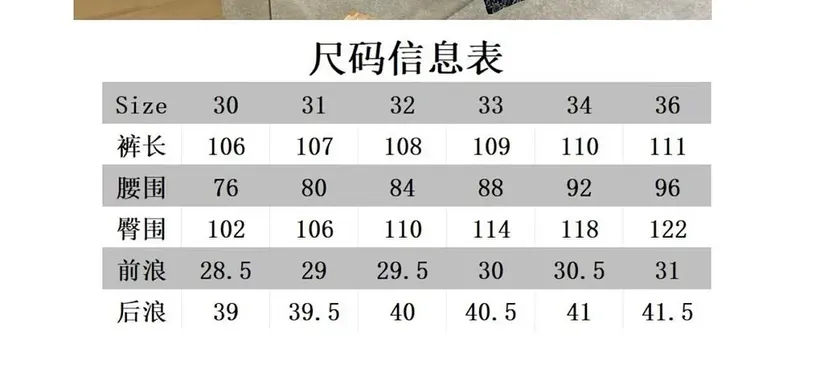 尺码信息表
Size 30 31 32 33 34 36
裤长 106 107 108 109 110 111
腰围 76 80 84 88 92 96
臀围 102 106 110 114 118 122
前浪 28.5 29 29.5 30 30.5 31
后浪 39 39.5 40 40.5 41 41.5